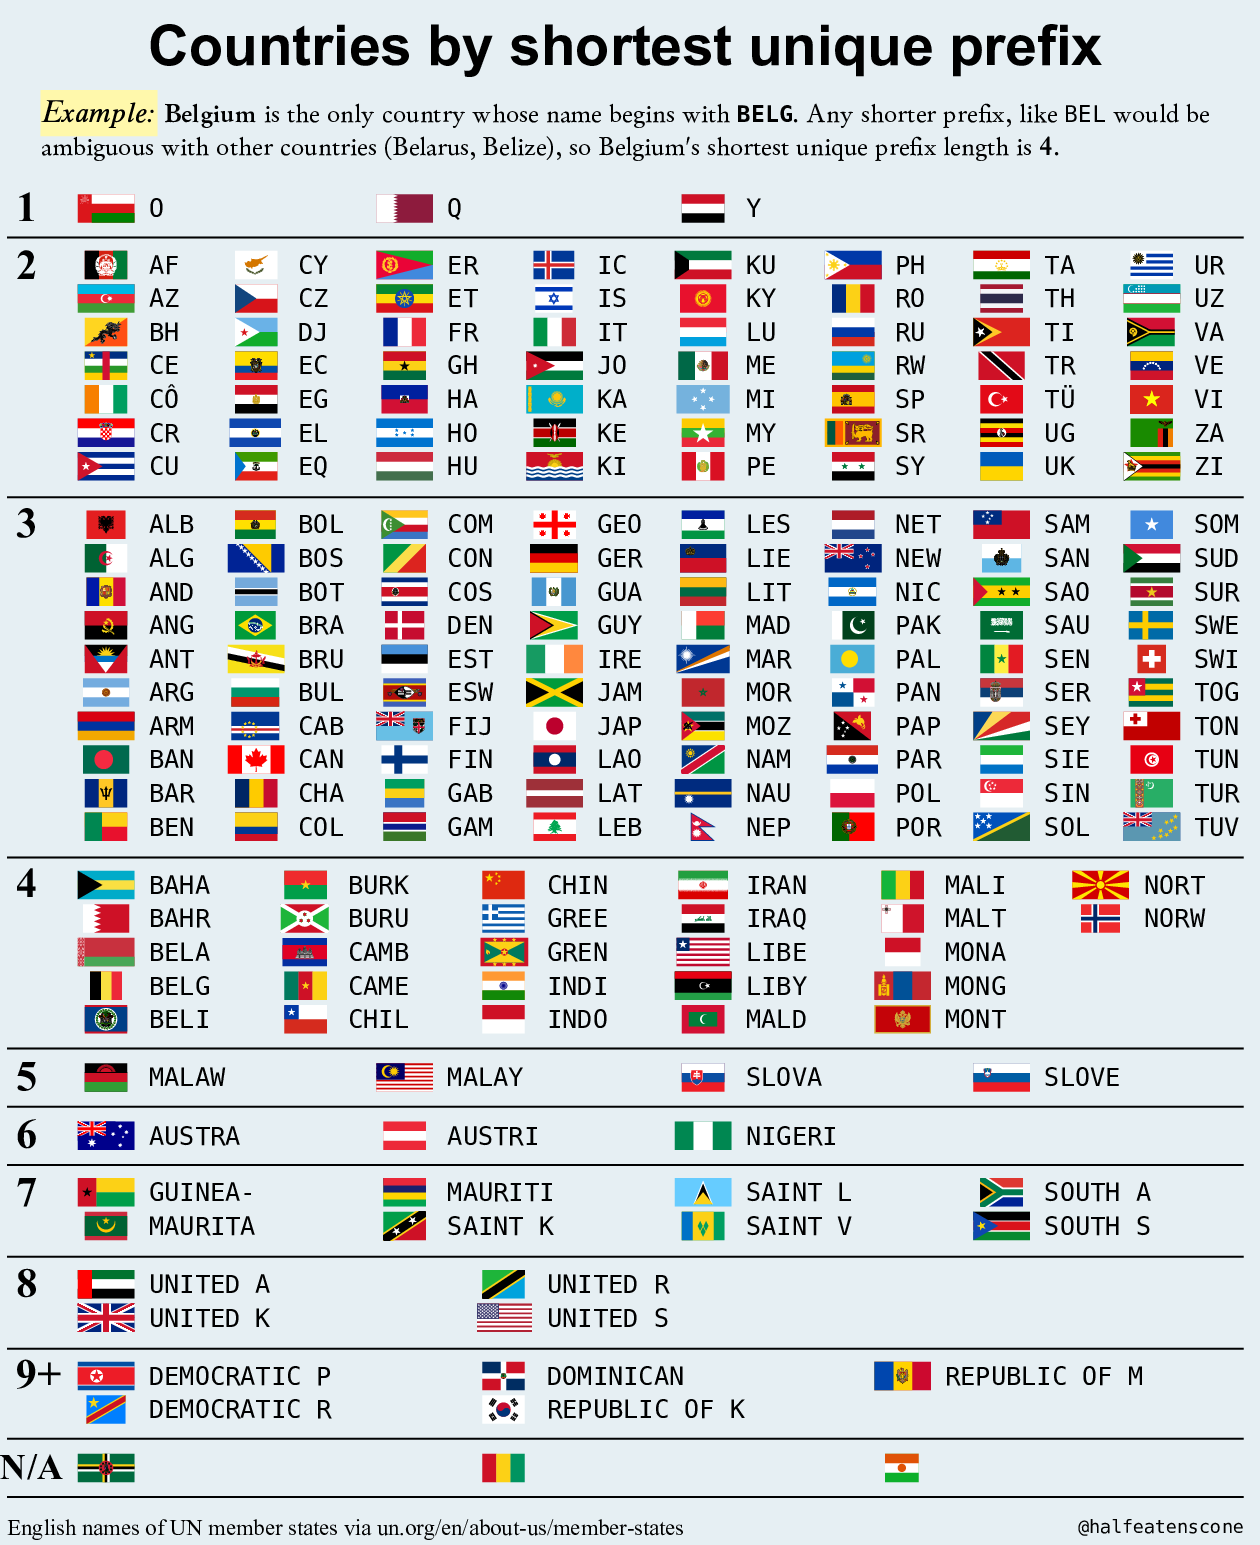 Countries by shortest unique prefix
Example: Belgium is the only country whose name begins with BELG. Any shorter prefix, like BEL would be
ambiguous with other countries (Belarus, Belize), so Belgium's shortest unique prefix length is 4.
1 O Q Y
2 AF CY ER IC KU PH TA UR
AZ CZ ET IS KY RO TH UZ
BH DJ FR IT LU RU TI VA
CE EC GH JO ME RW TR VE
CÔ EG HA KA MI SP TÜ VI
CR EL HO KE MY SR UG ZA
CU EQ HU KI PE SY UK ZI
3 ALB BOL COM GEO LES NET SAM SOM
ALG BOS CON GER LIE NEW SAN SUD
AND BOT COS GUA LIT NIC SAO SUR
ANG BRA DEN GUY MAD PAK SAU SWE
ANT BRU EST IRE MAR PAL SEN SWI
ARG BUL ESW JAM MOR PAN SER TOG
ARM CAB FIJ JAP MOZ PAP SEY TON
BAN CAN FIN LAO NAM PAR SIE TUN
BAR CHA GAB LAT NAU POL SIN TUR
BEN COL GAM LEB NEP POR SOL TUV
4 BAHA BURK CHIN IRAN MALI NORT
BAHR BURU GREE IRAQ MALT NORW
BELA CAMB GREN LIBE MONA
BELG CAME INDI LIBY MONG
BELI CHIL INDO MALD MONT
5 MALAW MALAY SLOVA SLOVE
6 AUSTRA AUSTRI NIGERI
7 GUINEA- MAURITI SAINT L SOUTH A
MAURITA SAINT K SAINT V SOUTH S
8 UNITED A UNITED R
UNITED K UNITED S
9+ DEMOCRATIC P DOMINICAN REPUBLIC OF M
DEMOCRATIC R REPUBLIC OF K
N/A
English names of UN member states via un.org/en/about-us/member-states @halfeatenscone